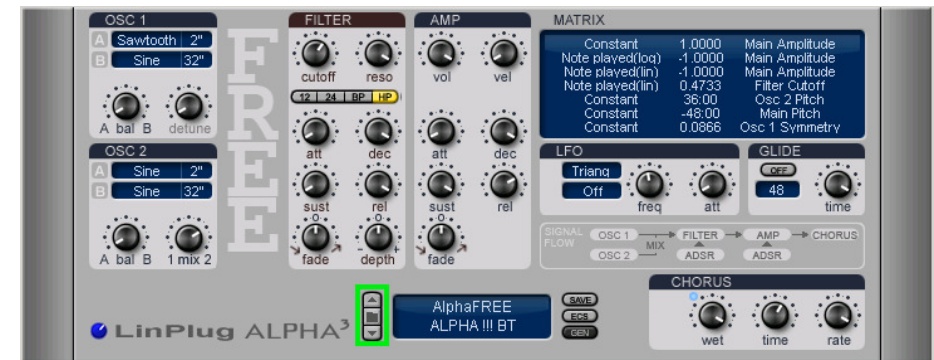 OSC 1
A Sawtooth 2"
B Sine 32"
A bal B detune
OSC 2
A Sine 2"
B Sine 32"
A bal B 1 mix 2
FREE
FILTER
cutoff reso
12 24 BP HP
att dec
sust rel
0 0
fade - depth +
AMP
vol vel
att dec
sust rel
0
fade
MATRIX
Constant 1.0000 Main Amplitude
Note played(log) -1.0000 Main Amplitude
Note played(lin) -1.0000 Main Amplitude
Note played(lin) 0.4733 Filter Cutoff
Constant 36:00 Osc 2 Pitch
Constant -48:00 Main Pitch
Constant 0.0866 Osc 1 Symmetry
LFO
Triang
Off
freq att
GLIDE
OFF
48
time
SIGNAL FLOW
OSC 1 FILTER AMP CHORUS
MIX
OSC 2 ADSR ADSR
LinPlug ALPHA3
AlphaFREE
ALPHA !!! BT
SAVE
ECS
GEN
CHORUS
wet time rate